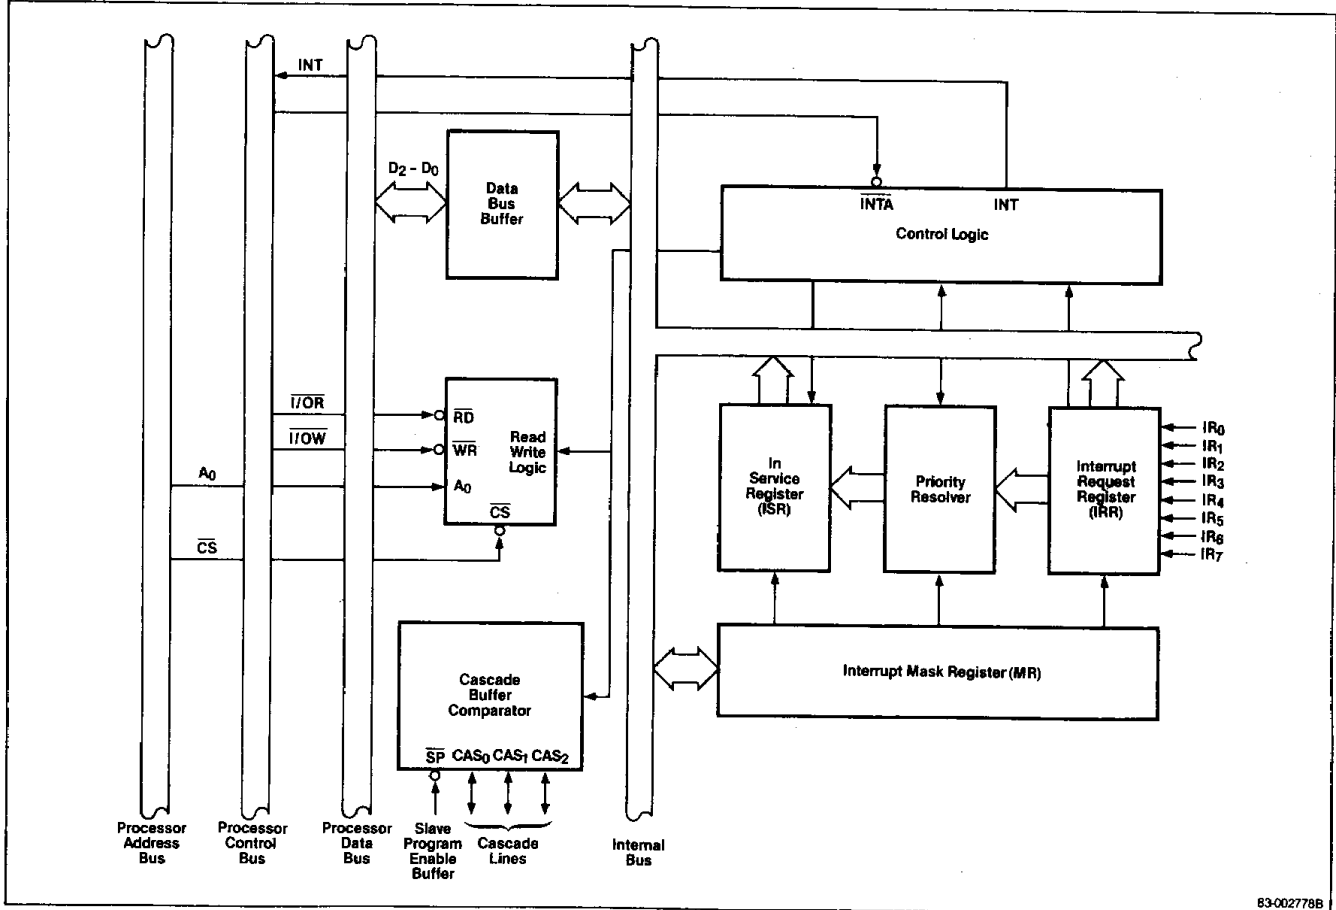 INT
D2 – D0
Data
Bus
Buffer
INTA
INT
Control Logic
I/OR
RD
I/OW
WR
Read
Write
Logic
A0
A0
CS
CS
In
Service
Register
(ISR)
Priority
Resolver
Interrupt
Request
Register
(IRR)
IR0
IR1
IR2
IR3
IR4
IR5
IR6
IR7
Cascade
Buffer
Comparator
SP CAS0 CAS1 CAS2
Interrupt Mask Register (MR)
Processor
Address
Bus
Processor
Control
Bus
Processor
Data
Bus
Slave
Program
Enable
Buffer
Cascade
Lines
Internal
Bus
83-002778B